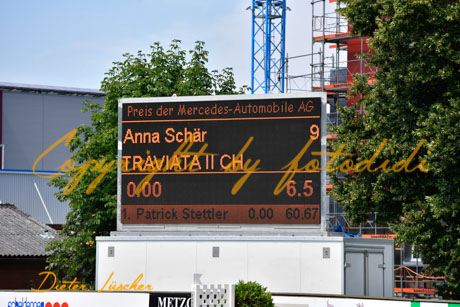 Preis der Mercedes-Automobile AG
Anna Schär 9
TRAVIATA II CH
0.00 6.5
1. Patrick Stettler 0.00 60.67
Copyright by fotodidi
Dieter Lüscher
METZG